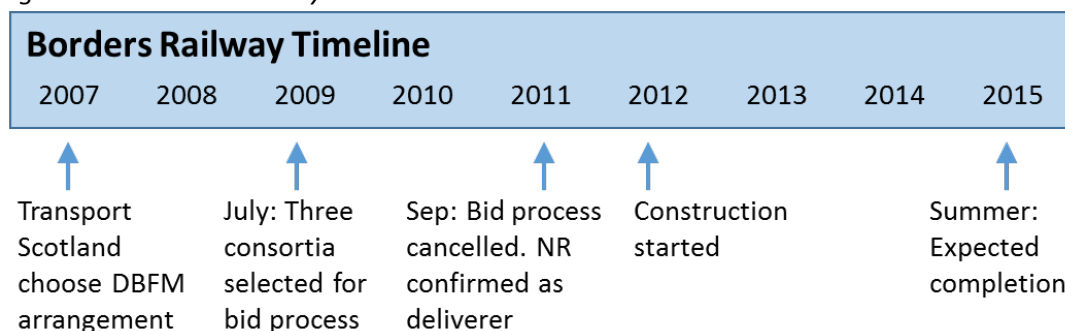 Borders Railway Timeline
2007 2008 2009 2010 2011 2012 2013 2014 2015
Transport
Scotland
choose DBFM
arrangement
July: Three
consortia
selected for
bid process
Sep: Bid process
cancelled. NR
confirmed as
deliverer
Construction
started
Summer:
Expected
completion